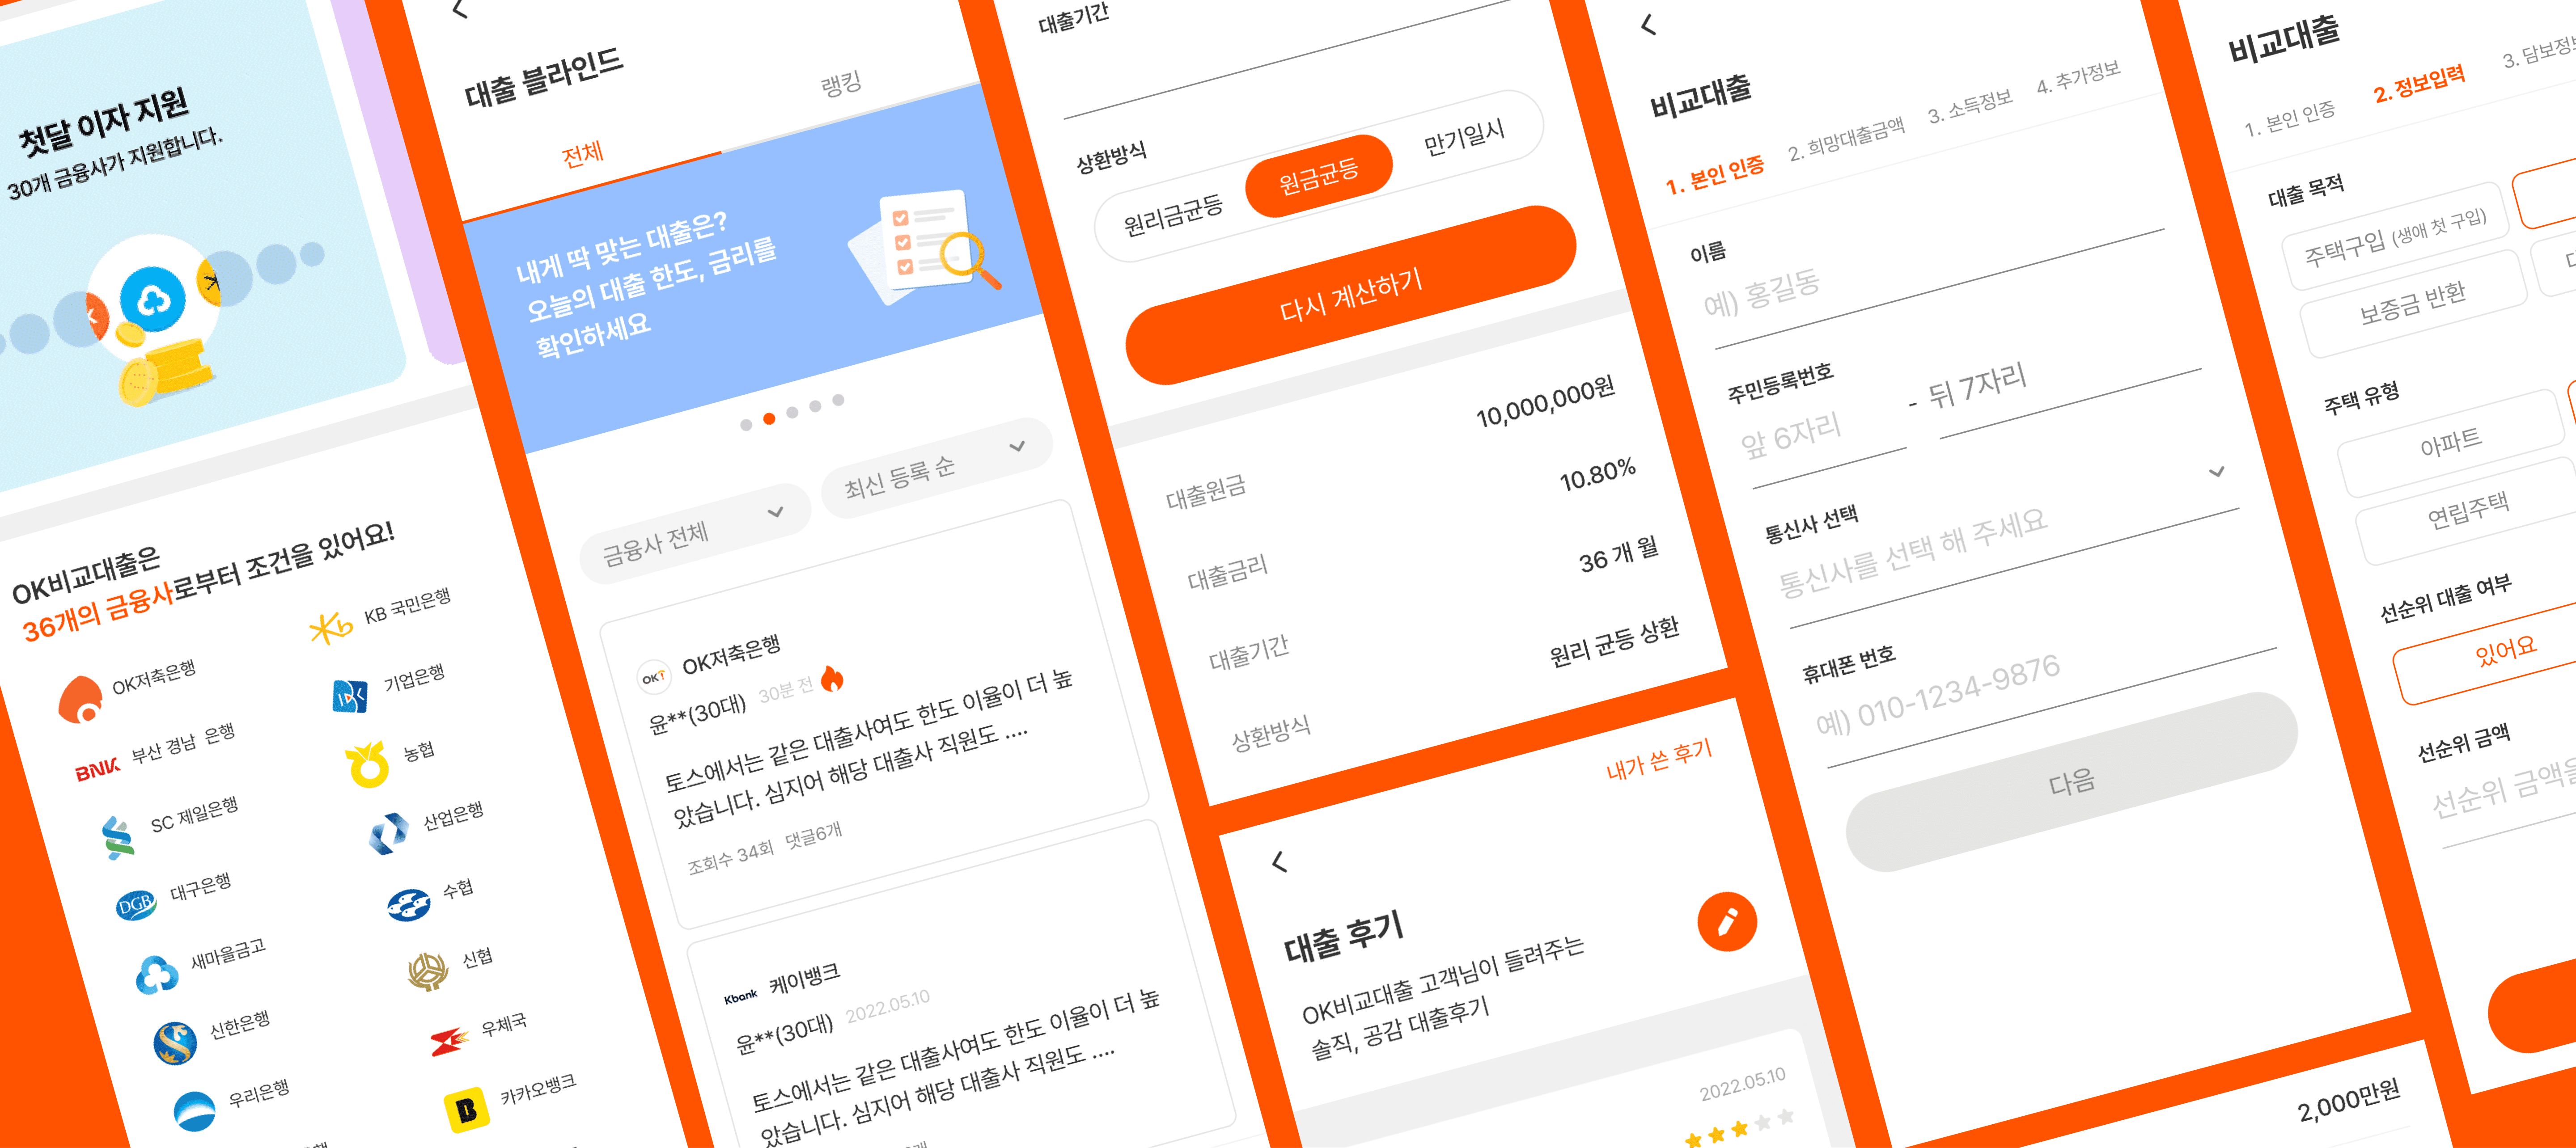 첫달 이자 지원
30개 금융사가 지원합니다.
OK비교대출은
36개의 금융사로부터 조건을 있어요!
OK저축은행
KB 국민은행
BNK 부산 경남 은행
기업은행
SC 제일은행
농협
DGB 대구은행
산업은행
새마을금고
수협
신한은행
신협
우리은행
우체국
카카오뱅크
대출 블라인드
전체
랭킹
내게 딱 맞는 대출은?
오늘의 대출 한도, 금리를
확인하세요
금융사 전체
최신 등록 순
OK저축은행
윤**(30대) 30분 전
토스에서는 같은 대출사여도 한도 이율이 더 높
았습니다. 심지어 해당 대출사 직원도 ....
조회수 34회 댓글6개
Kbank 케이뱅크
윤**(30대) 2022.05.10
토스에서는 같은 대출사여도 한도 이율이 더 높
았습니다. 심지어 해당 대출사 직원도 ....
대출기간
상환방식
원리금균등
원금균등
만기일시
다시 계산하기
대출원금 10,000,000원
대출금리 10.80%
대출기간 36 개 월
상환방식 원리 균등 상환
내가 쓴 후기
대출 후기
OK비교대출 고객님이 들려주는
솔직, 공감 대출후기
2022.05.10
비교대출
1. 본인 인증
2. 희망대출금액
3. 소득정보
4. 추가정보
이름
예) 홍길동
주민등록번호
앞 6자리 - 뒤 7자리
통신사 선택
통신사를 선택 해 주세요
휴대폰 번호
예) 010-1234-9876
다음
2,000만원
비교대출
1. 본인 인증
2. 정보입력
3. 담보정보
대출 목적
주택구입 (생애 첫 구입)
보증금 반환
주택 유형
아파트
연립주택
선순위 대출 여부
있어요
선순위 금액
선순위 금액을